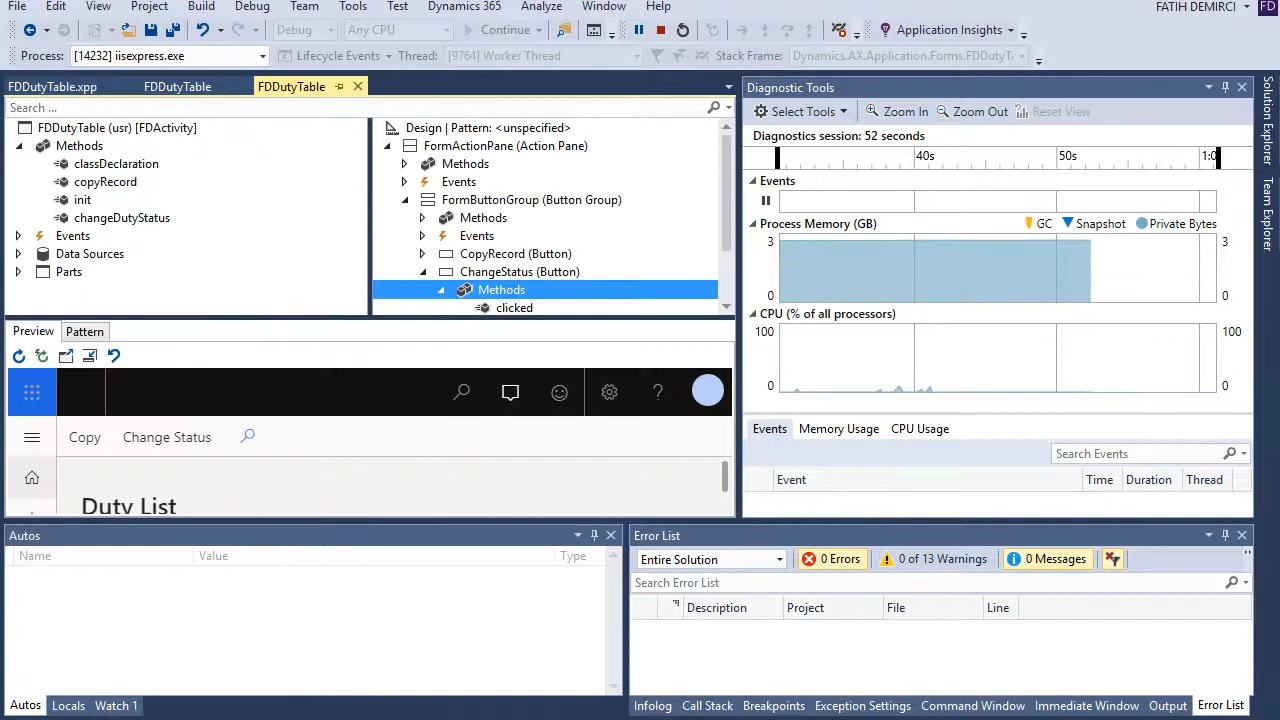 File Edit View Project Build Debug Team Tools Test Dynamics 365 Analyze Window Help FATIH DEMIRCI FD
Debug Any CPU Continue Application Insights
Process: [14232] iisexpress.exe Lifecycle Events Thread: [9764] Worker Thread Stack Frame: Dynamics.AX.Application.Forms.FDDutyT
FDDutyTable.xpp FDDutyTable FDDutyTable
Search ...
FDDutyTable (usr) [FDActivity]
Methods
classDeclaration
copyRecord
init
changeDutyStatus
Events
Data Sources
Parts
Design | Pattern: <unspecified>
FormActionPane (Action Pane)
Methods
Events
FormButtonGroup (Button Group)
Methods
Events
CopyRecord (Button)
ChangeStatus (Button)
Methods
clicked
Preview Pattern
Copy Change Status
Duty List
Diagnostic Tools
Select Tools Zoom In Zoom Out Reset View
Diagnostics session: 52 seconds
40s 50s 1:0
Events
Process Memory (GB) GC Snapshot Private Bytes
3 3
0 0
CPU (% of all processors)
100 100
0 0
Events Memory Usage CPU Usage
Search Events
Event Time Duration Thread
Solution Explorer
Team Explorer
Autos
Name Value Type
Autos Locals Watch 1
Error List
Entire Solution 0 Errors 0 of 13 Warnings 0 Messages
Search Error List
Description Project File Line
Infolog Call Stack Breakpoints Exception Settings Command Window Immediate Window Output Error List